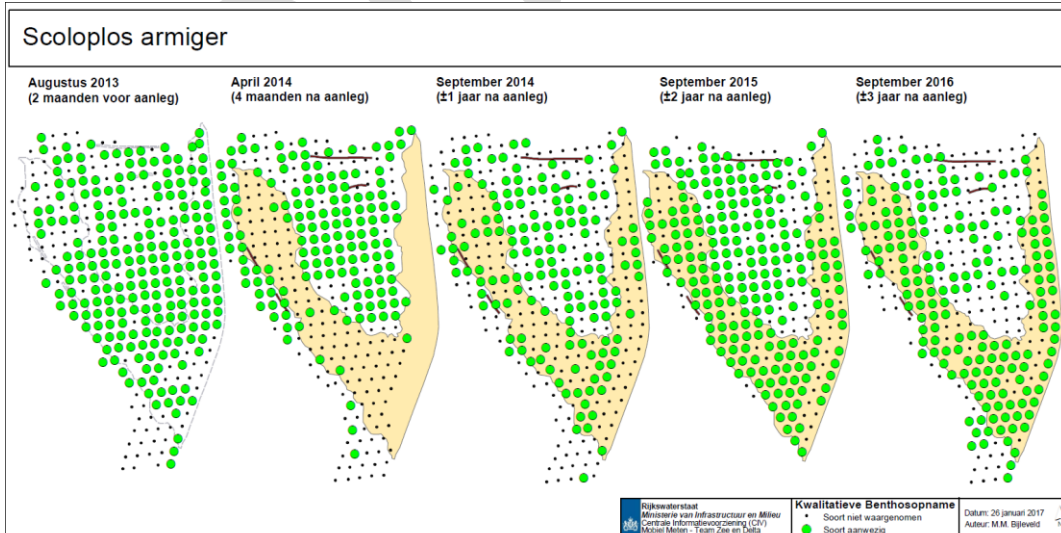 Scoloplos armiger
Augustus 2013
(2 maanden voor aanleg)
April 2014
(4 maanden na aanleg)
September 2014
(±1 jaar na aanleg)
September 2015
(±2 jaar na aanleg)
September 2016
(±3 jaar na aanleg)
Rijkswaterstaat
Ministerie van Infrastructuur en Milieu
Centrale Informatievoorziening (CIV)
Mobiel Meten - Team Zee en Delta
Kwalitatieve Benthosopname
Soort niet waargenomen
Soort aanwezig
Datum: 26 januari 2017
Auteur: M.M. Bijleveld